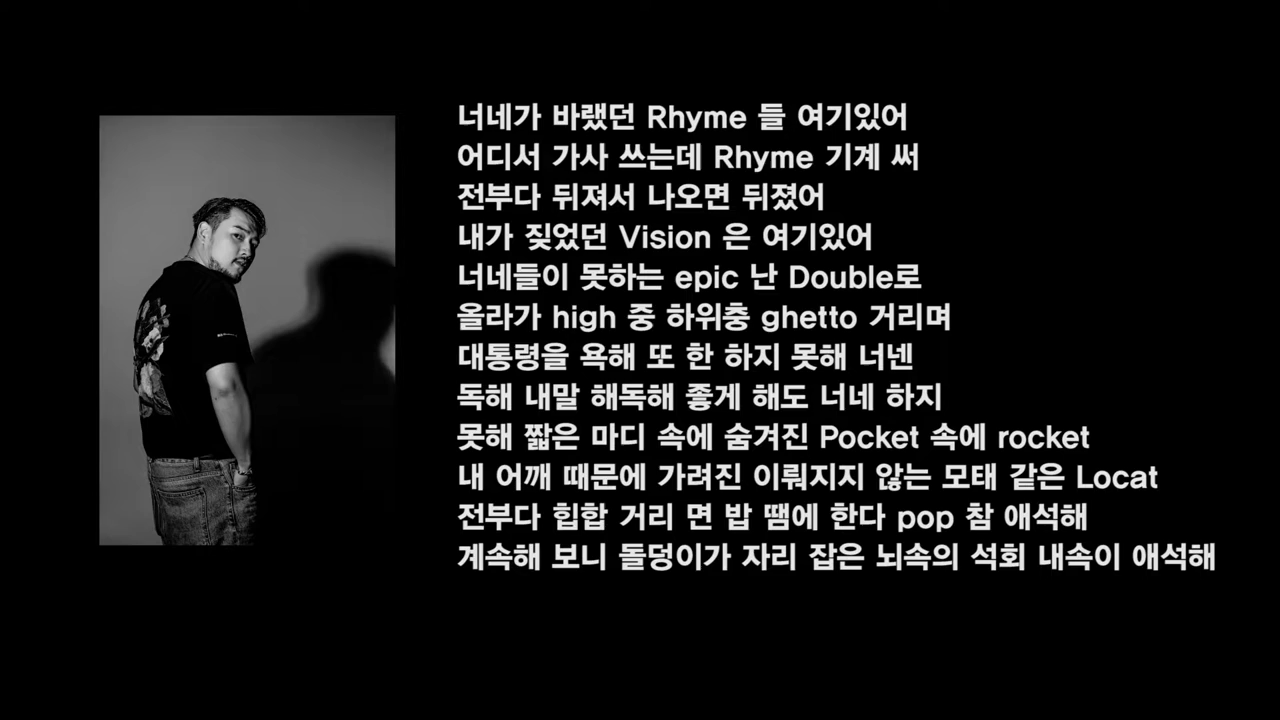 너네가 바랬던 Rhyme 들 여기있어
어디서 가사 쓰는데 Rhyme 기계 써
전부다 뒤져서 나오면 뒤졌어
내가 짖었던 Vision 은 여기있어
너네들이 못하는 epic 난 Double로
올라가 high 중 하위충 ghetto 거리며
대통령을 욕해 또 한 하지 못해 너넨
독해 내말 해독해 좋게 해도 너네 하지
못해 짧은 마디 속에 숨겨진 Pocket 속에 rocket
내 어깨 때문에 가려진 이뤄지지 않는 모태 같은 Locat
전부다 힙합 거리 면 밥 땜에 한다 pop 참 애석해
계속해 보니 돌덩이가 자리 잡은 뇌속의 석회 내속이 애석해